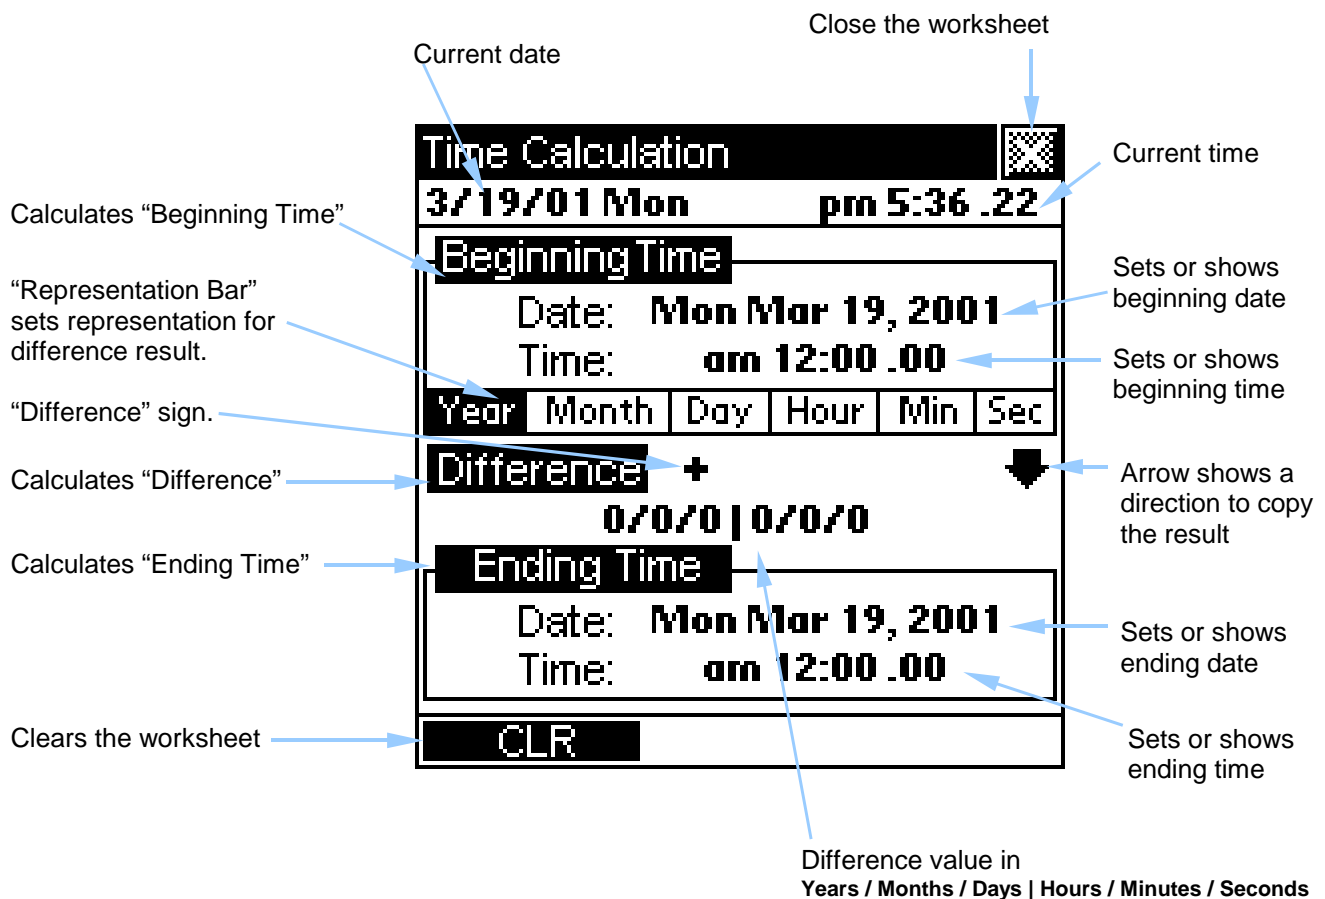 Close the worksheet
Current date
Time Calculation
Current time
3/19/01 Mon pm 5:36 .22
Calculates “Beginning Time”
Beginning Time
Sets or shows
beginning date
Date: Mon Mar 19, 2001
“Representation Bar”
sets representation for
difference result.
Time: am 12:00 .00
Sets or shows
beginning time
Year Month Day Hour Min Sec
“Difference” sign.
Difference +
Calculates “Difference”
Arrow shows a
direction to copy
the result
0/0/0 | 0/0/0
Calculates “Ending Time”
Ending Time
Date: Mon Mar 19, 2001
Sets or shows
ending date
Time: am 12:00 .00
Clears the worksheet
CLR
Sets or shows
ending time
Difference value in
Years / Months / Days | Hours / Minutes / Seconds